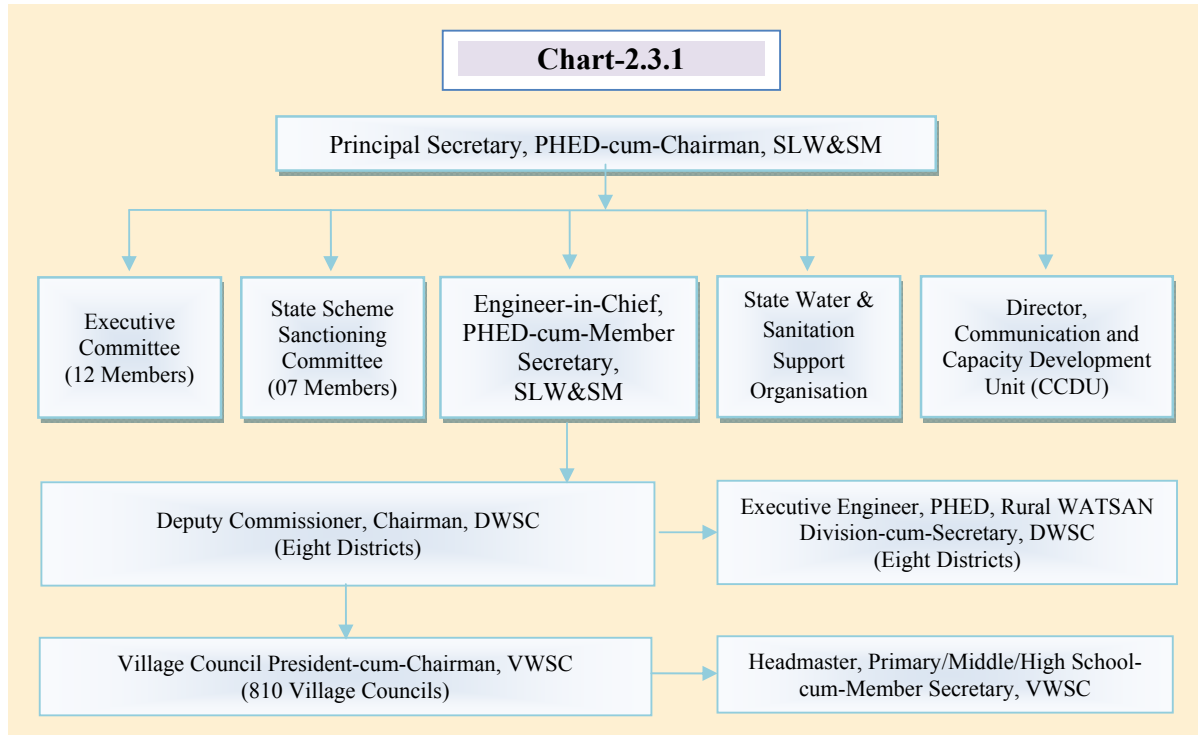 Chart-2.3.1
Principal Secretary, PHED-cum-Chairman, SLW&SM
Executive
Committee
(12 Members)
State Scheme
Sanctioning
Committee
(07 Members)
Engineer-in-Chief,
PHED-cum-Member
Secretary,
SLW&SM
State Water &
Sanitation
Support
Organisation
Director,
Communication and
Capacity Development
Unit (CCDU)
Deputy Commissioner, Chairman, DWSC
(Eight Districts)
Executive Engineer, PHED, Rural WATSAN
Division-cum-Secretary, DWSC
(Eight Districts)
Village Council President-cum-Chairman, VWSC
(810 Village Councils)
Headmaster, Primary/Middle/High School-
cum-Member Secretary, VWSC